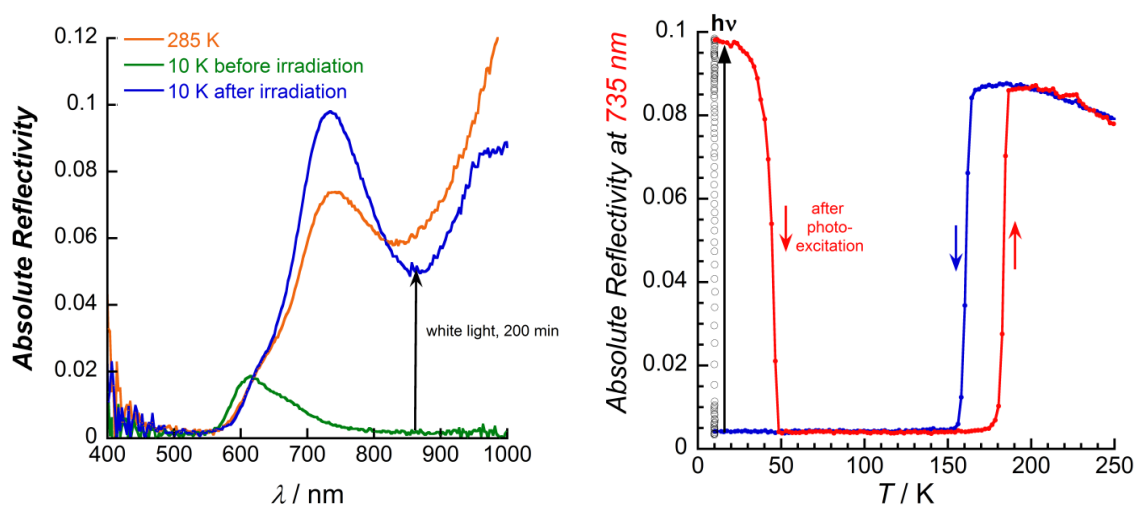 Absolute Reflectivity
0.12
0.1
0.08
0.06
0.04
0.02
0
285 K
10 K before irradiation
10 K after irradiation
white light, 200 min
400 500 600 700 800 900 1000
λ / nm
Absolute Reflectivity at 735 nm
0.1
0.08
0.06
0.04
0.02
0
hν
after
photo-
excitation
0 50 100 150 200 250
T / K